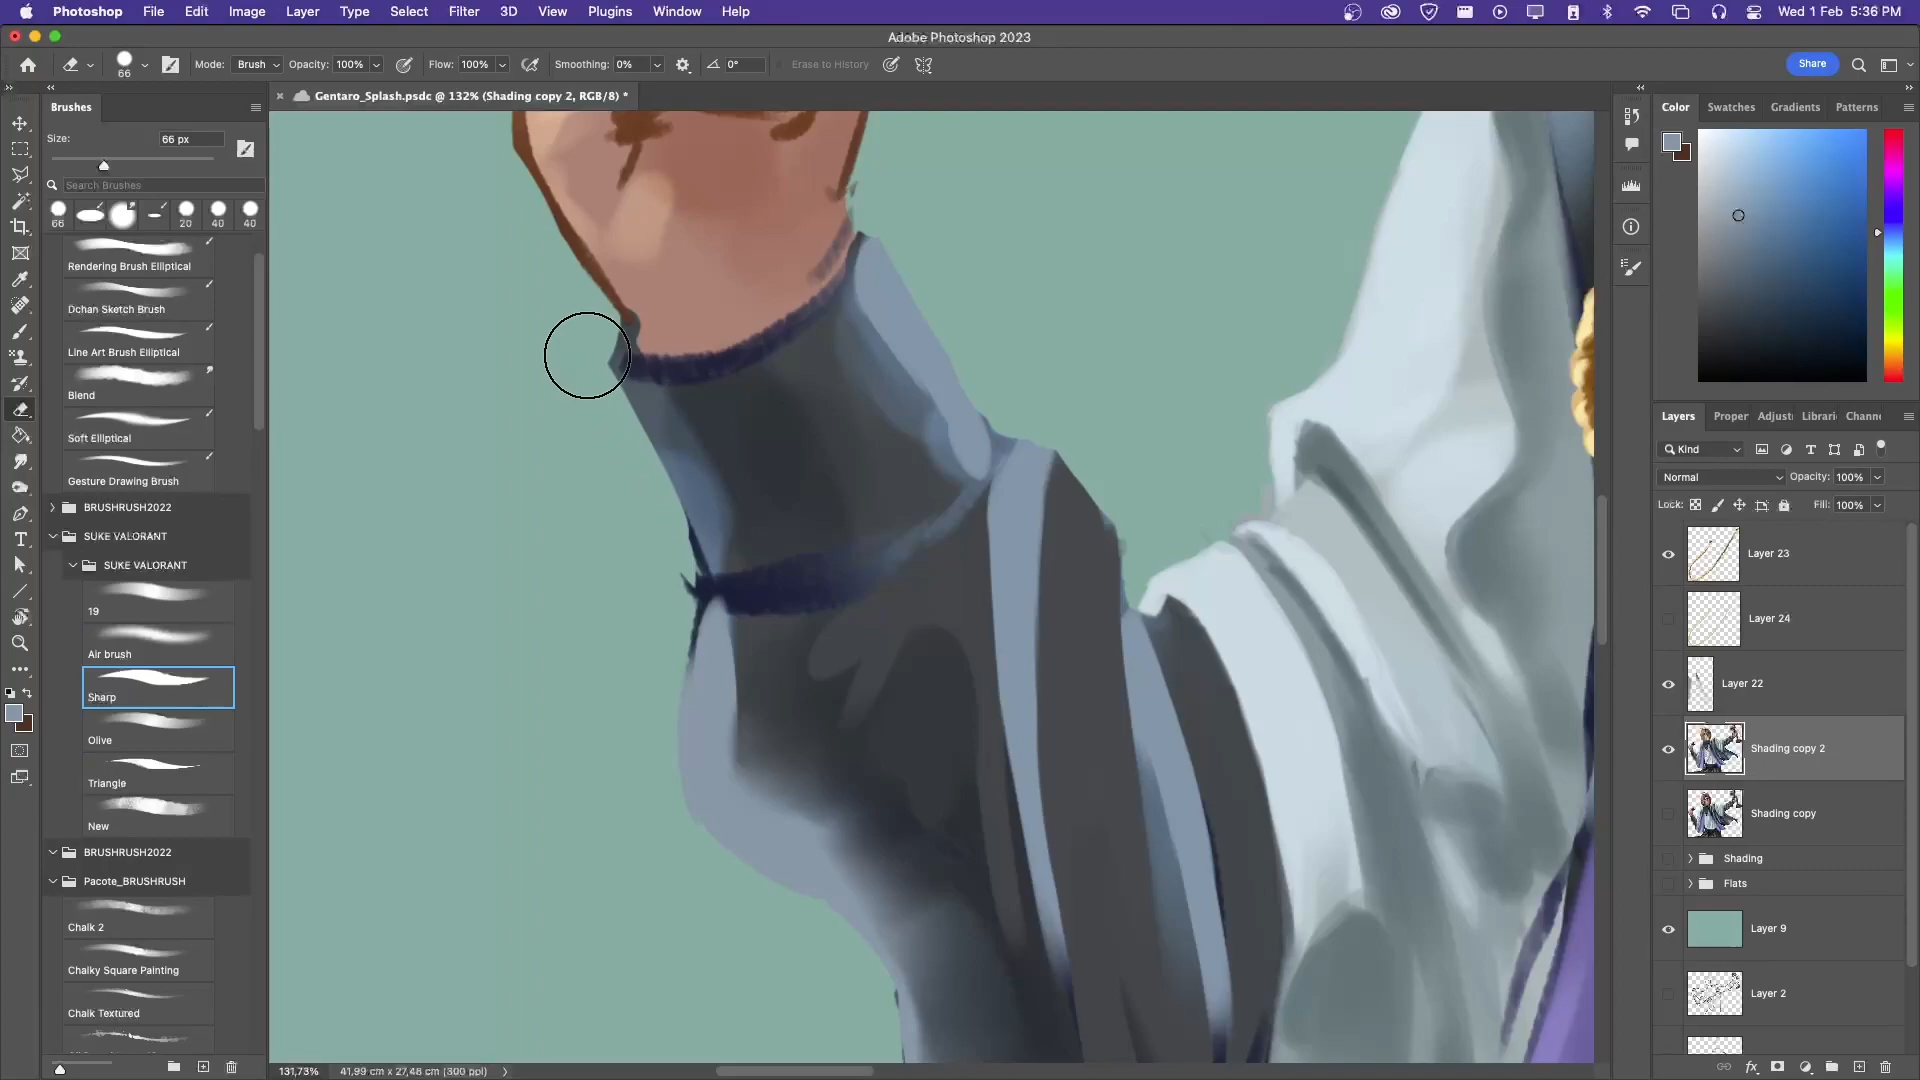 Photoshop File Edit Image Layer Type Select Filter 3D View Plugins Window Help Wed 1 Feb 5:36 PM
Adobe Photoshop 2023
66 Mode: Brush Opacity: 100% Flow: 100% Smoothing: 0% 0° Erase to History Share
Brushes
Size: 66 px
Search Brushes
66 20 40 40
Rendering Brush Elliptical
Dchan Sketch Brush
Line Art Brush Elliptical
Blend
Soft Elliptical
Gesture Drawing Brush
BRUSHRUSH2022
SUKE VALORANT
SUKE VALORANT
19
Air brush
Sharp
Olive
Triangle
New
BRUSHRUSH2022
Pacote_BRUSHRUSH
Chalk 2
Chalky Square Painting
Chalk Textured
Gentaro_Splash.psdc @ 132% (Shading copy 2, RGB/8) *
131,73% 41,99 cm x 27,48 cm (300 ppi)
Color Swatches Gradients Patterns
Layers Proper Adjust Librari Chann
Kind
Normal Opacity: 100%
Lock: Fill: 100%
Layer 23
Layer 24
Layer 22
Shading copy 2
Shading copy
Shading
Flats
Layer 9
Layer 2